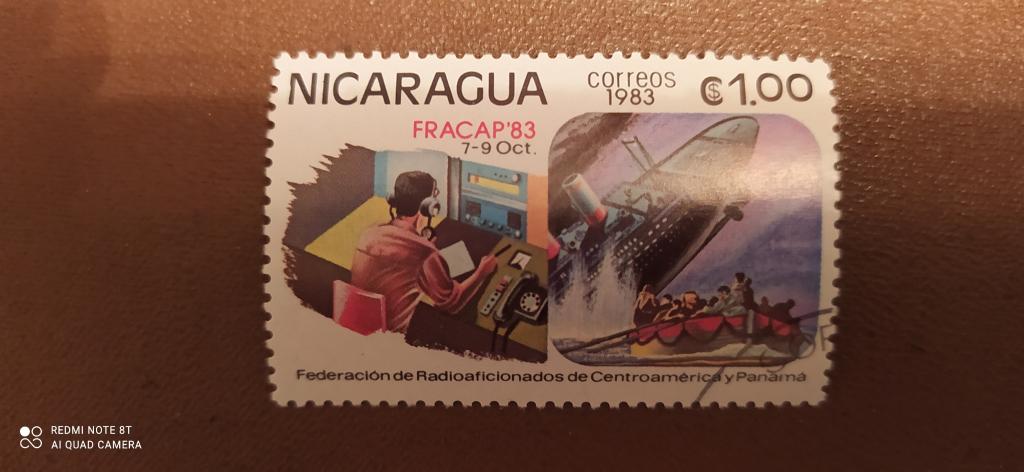 NICARAGUA
correos
1983
₡$1.00
FRACAP'83
7-9 Oct.
Federación de Radioaficionados de Centroamérica y Panamá
REDMI NOTE 8T
AI QUAD CAMERA